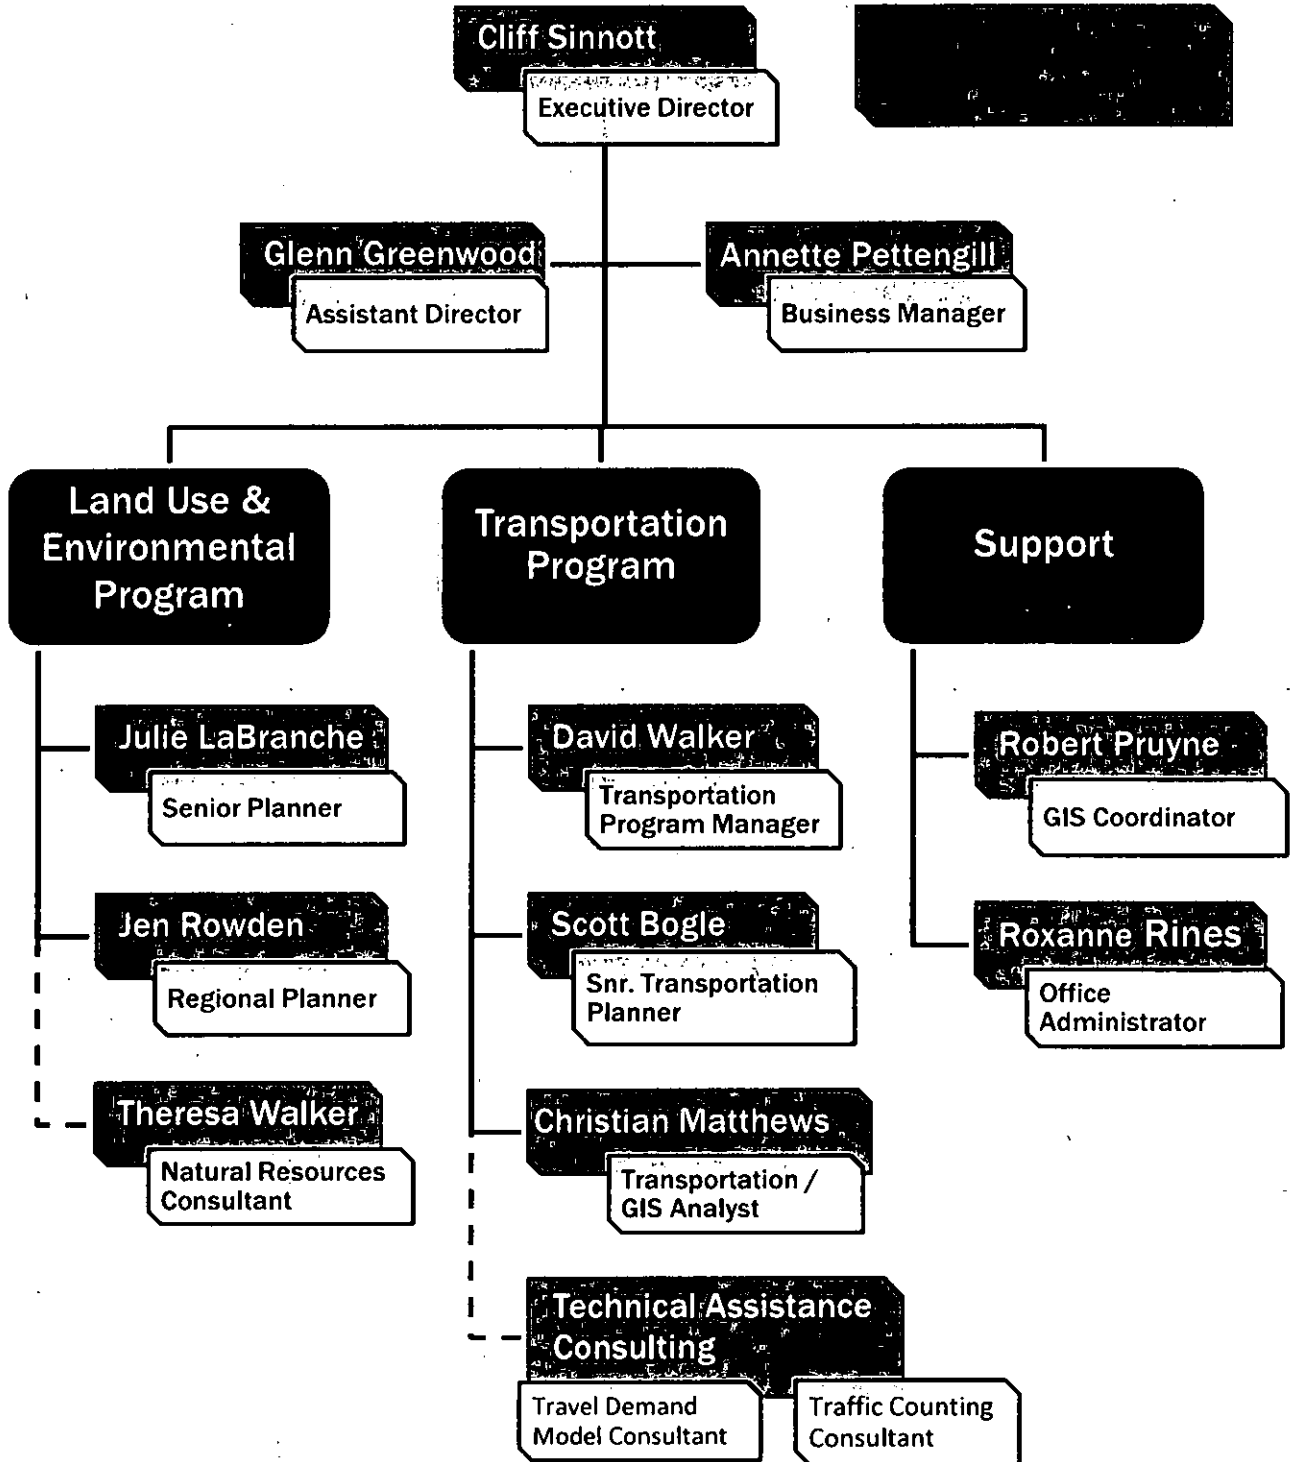 Cliff Sinnott
Executive Director
Glenn Greenwood
Assistant Director
Annette Pettengill
Business Manager
Land Use &
Environmental
Program
Transportation
Program
Support
Julie LaBranche
Senior Planner
Jen Rowden
Regional Planner
Theresa Walker
Natural Resources
Consultant
David Walker
Transportation
Program Manager
Scott Bogle
Snr. Transportation
Planner
Christian Matthews
Transportation /
GIS Analyst
Technical Assistance
Consulting
Travel Demand
Model Consultant
Traffic Counting
Consultant
Robert Pruyne
GIS Coordinator
Roxanne Rines
Office
Administrator